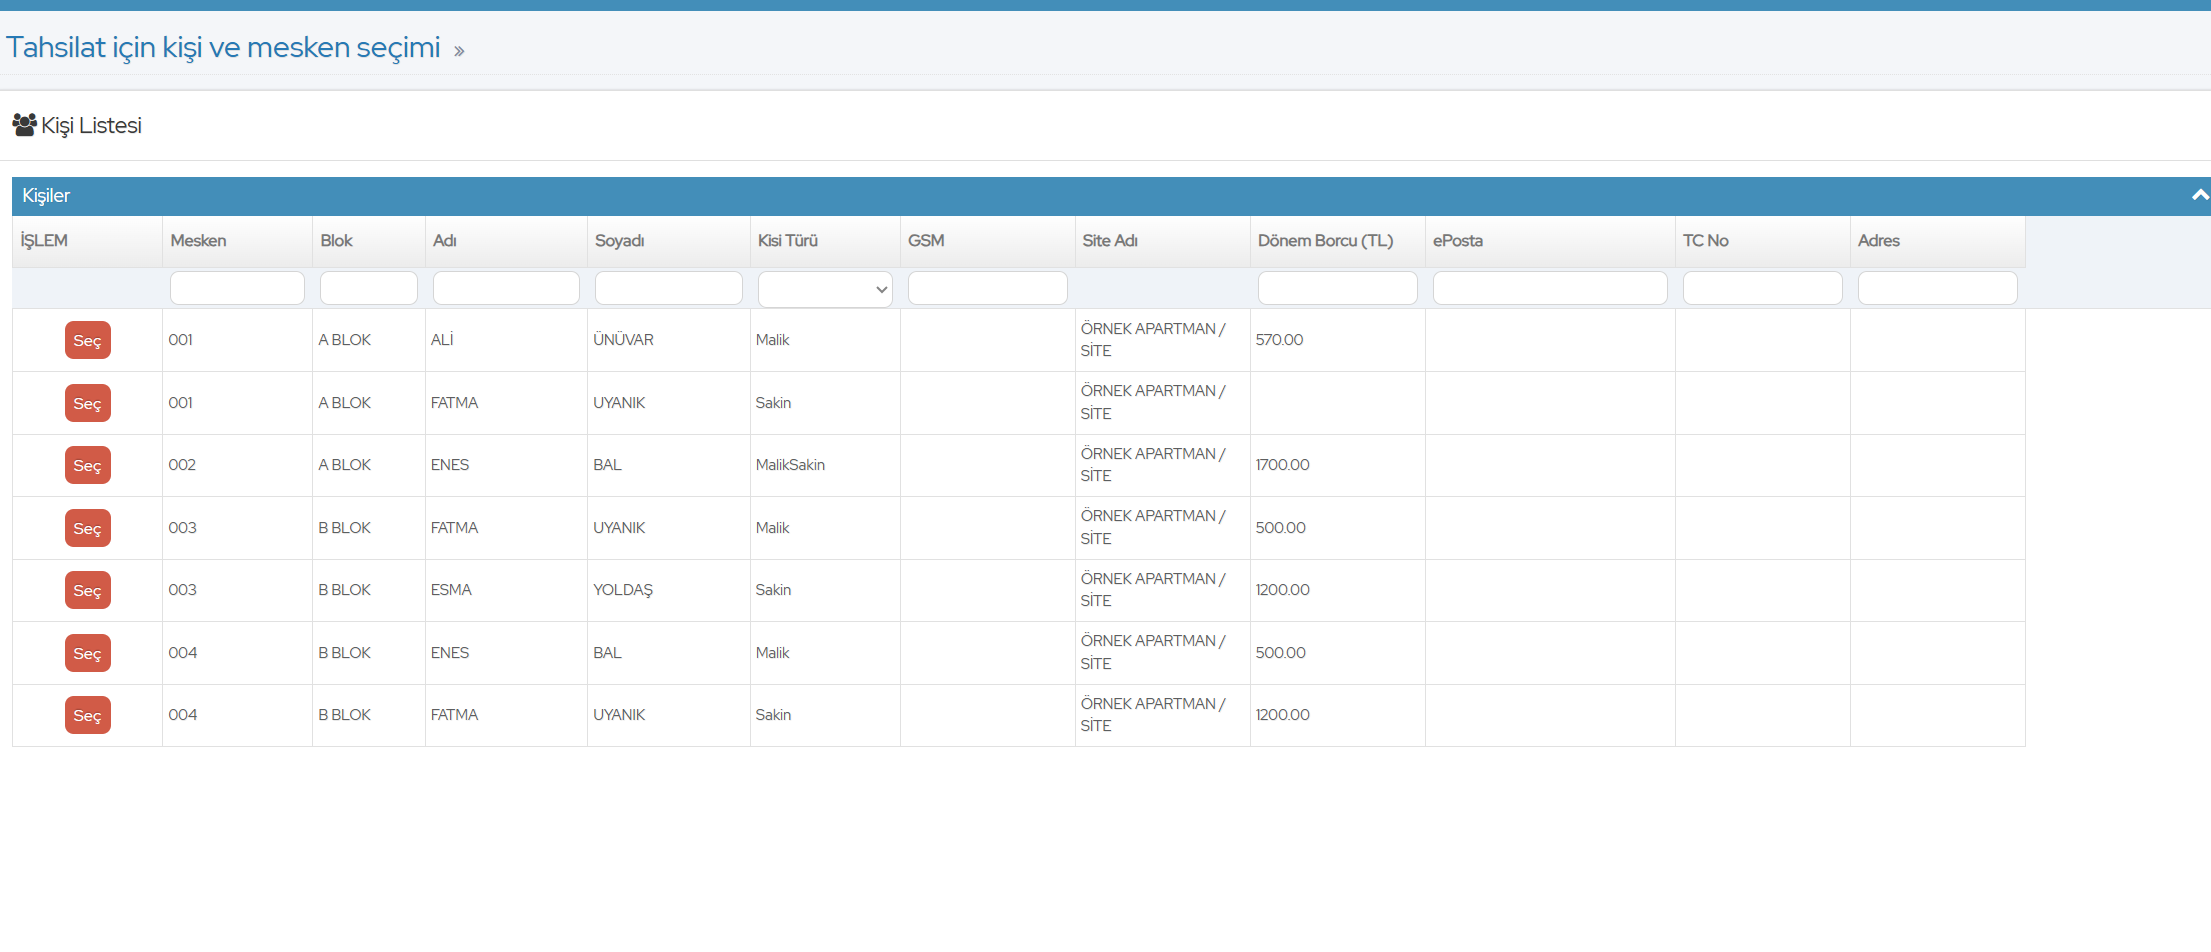 Tahsilat için kişi ve mesken seçimi »
Kişi Listesi
Kişiler
İŞLEM Mesken Blok Adı Soyadı Kisi Türü GSM Site Adı Dönem Borcu (TL) ePosta TC No Adres
Seç 001 A BLOK ALİ ÜNÜVAR Malik ÖRNEK APARTMAN / SİTE 570.00
Seç 001 A BLOK FATMA UYANIK Sakin ÖRNEK APARTMAN / SİTE
Seç 002 A BLOK ENES BAL MalikSakin ÖRNEK APARTMAN / SİTE 1700.00
Seç 003 B BLOK FATMA UYANIK Malik ÖRNEK APARTMAN / SİTE 500.00
Seç 003 B BLOK ESMA YOLDAŞ Sakin ÖRNEK APARTMAN / SİTE 1200.00
Seç 004 B BLOK ENES BAL Malik ÖRNEK APARTMAN / SİTE 500.00
Seç 004 B BLOK FATMA UYANIK Sakin ÖRNEK APARTMAN / SİTE 1200.00